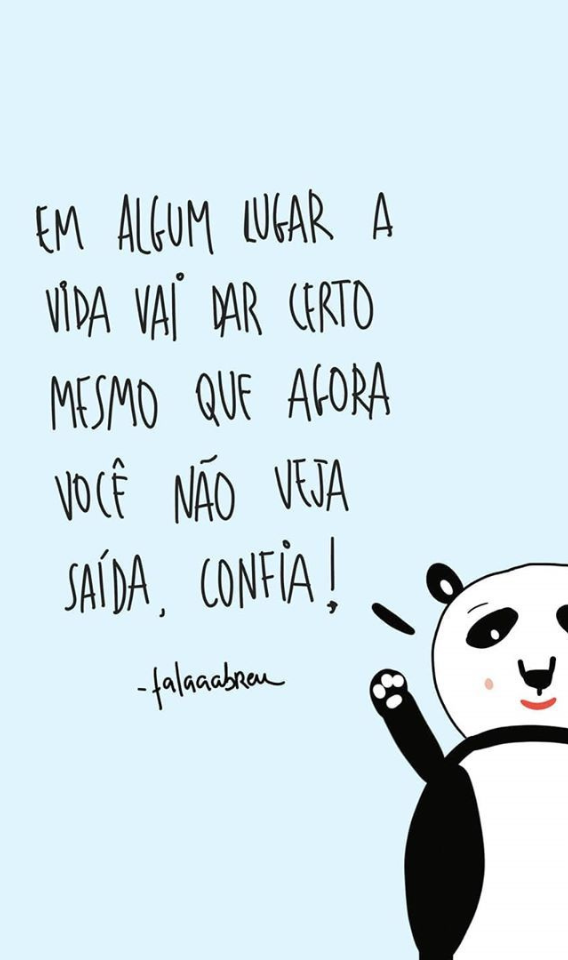 EM ALGUM LUGAR A
VIDA VAI DAR CERTO
MESMO QUE AGORA
VOCÊ NÃO VEJA
SAÍDA, CONFIA!
-falaaabreu